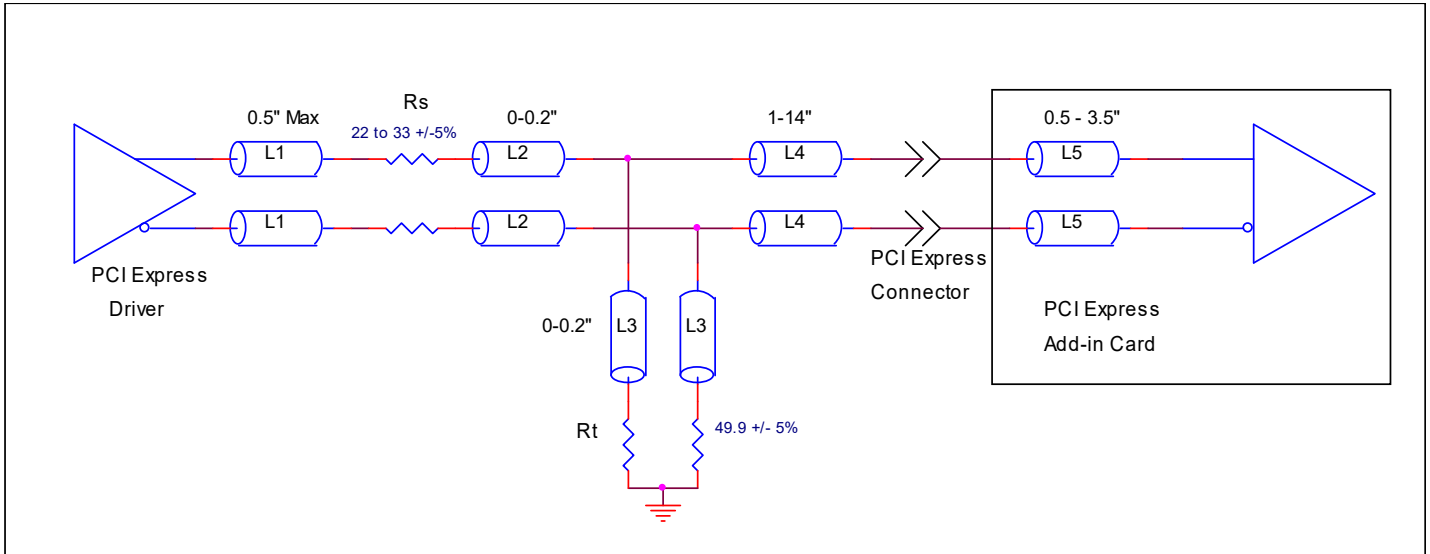 Rs
0.5" Max
22 to 33 +/-5%
0-0.2"
1-14"
0.5 - 3.5"
L1
L2
L4
L5
L1
L2
L4
L5
PCI Express
Driver
PCI Express
Connector
0-0.2"
L3
L3
PCI Express
Add-in Card
Rt
49.9 +/- 5%